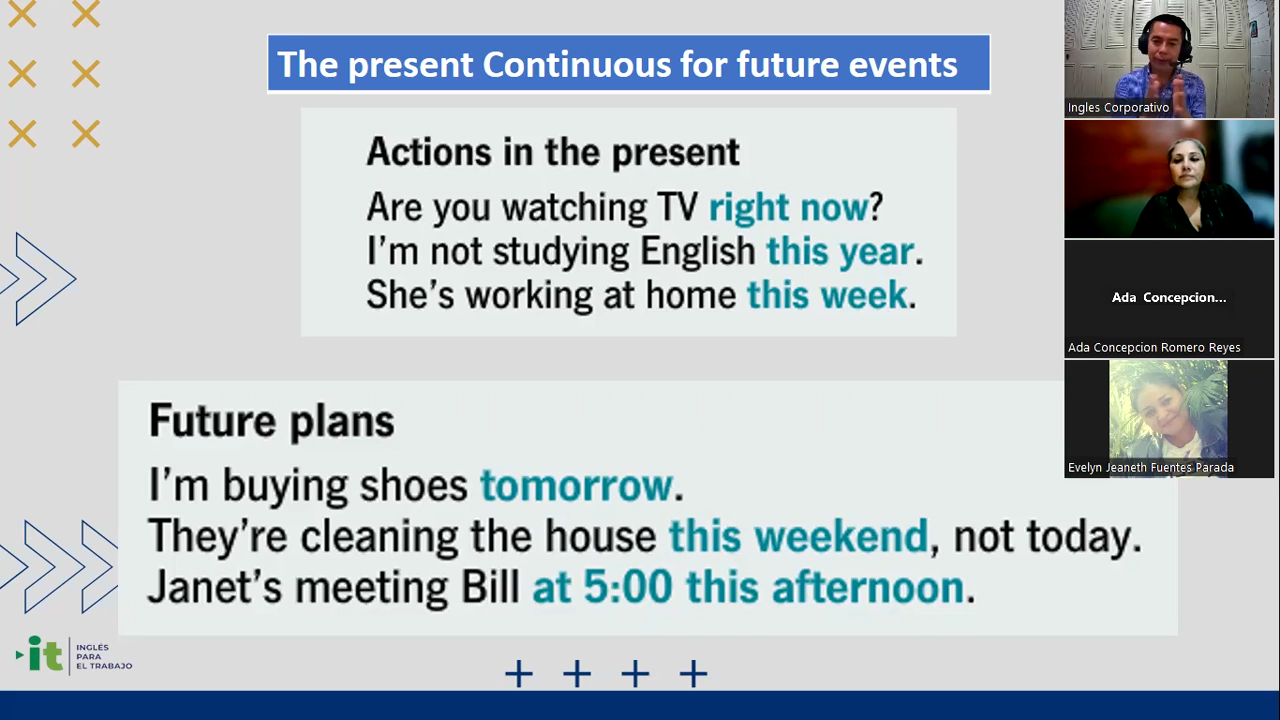 The present Continuous for future events
Actions in the present
Are you watching TV right now?
I'm not studying English this year.
She's working at home this week.
Future plans
I'm buying shoes tomorrow.
They're cleaning the house this weekend, not today.
Janet's meeting Bill at 5:00 this afternoon.
it
INGLÉS
PARA
EL TRABAJO
Ingles Corporativo
Ada Concepcion...
Ada Concepcion Romero Reyes
Evelyn Jeaneth Fuentes Parada